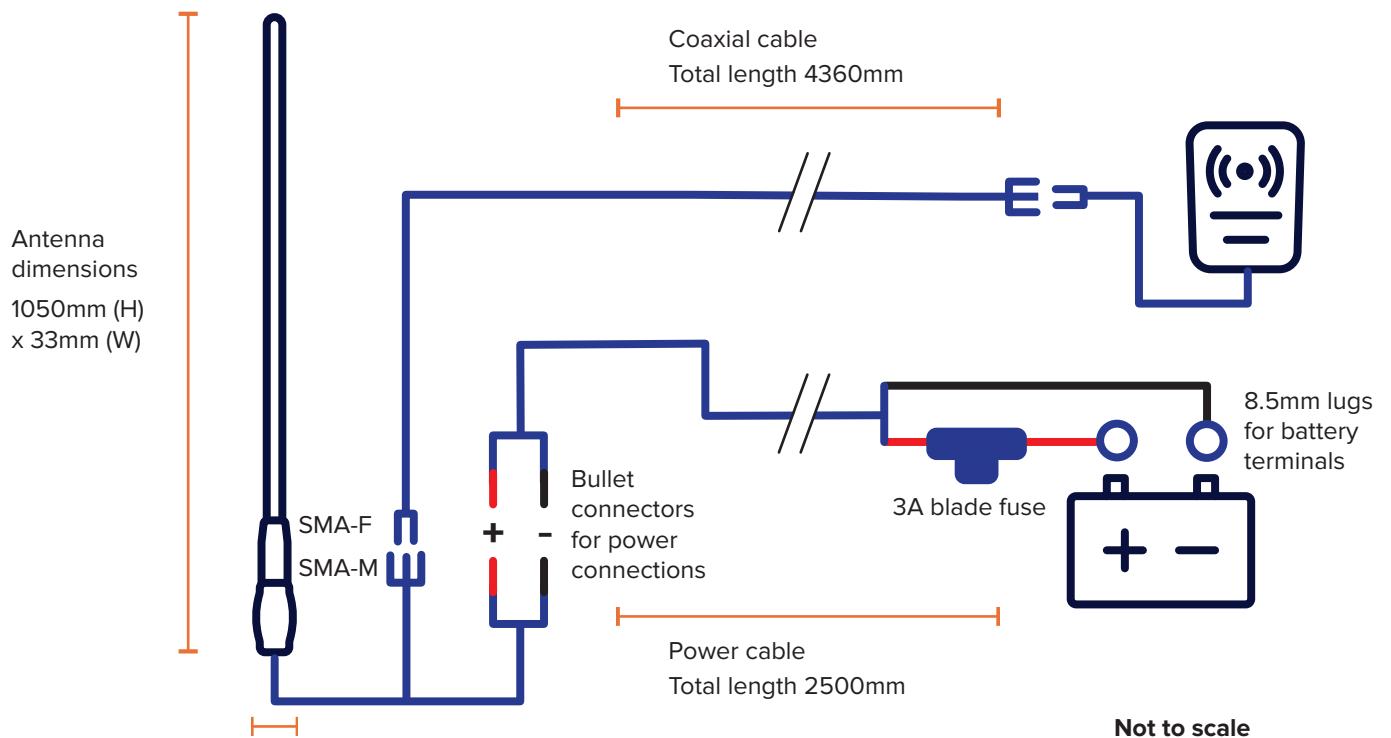 Coaxial cable
Total length 4360mm
Antenna
dimensions
1050mm (H)
x 33mm (W)
8.5mm lugs
for battery
terminals
SMA-F
SMA-M
+ -
Bullet
connectors
for power
connections
3A blade fuse
+ −
Power cable
Total length 2500mm
Not to scale